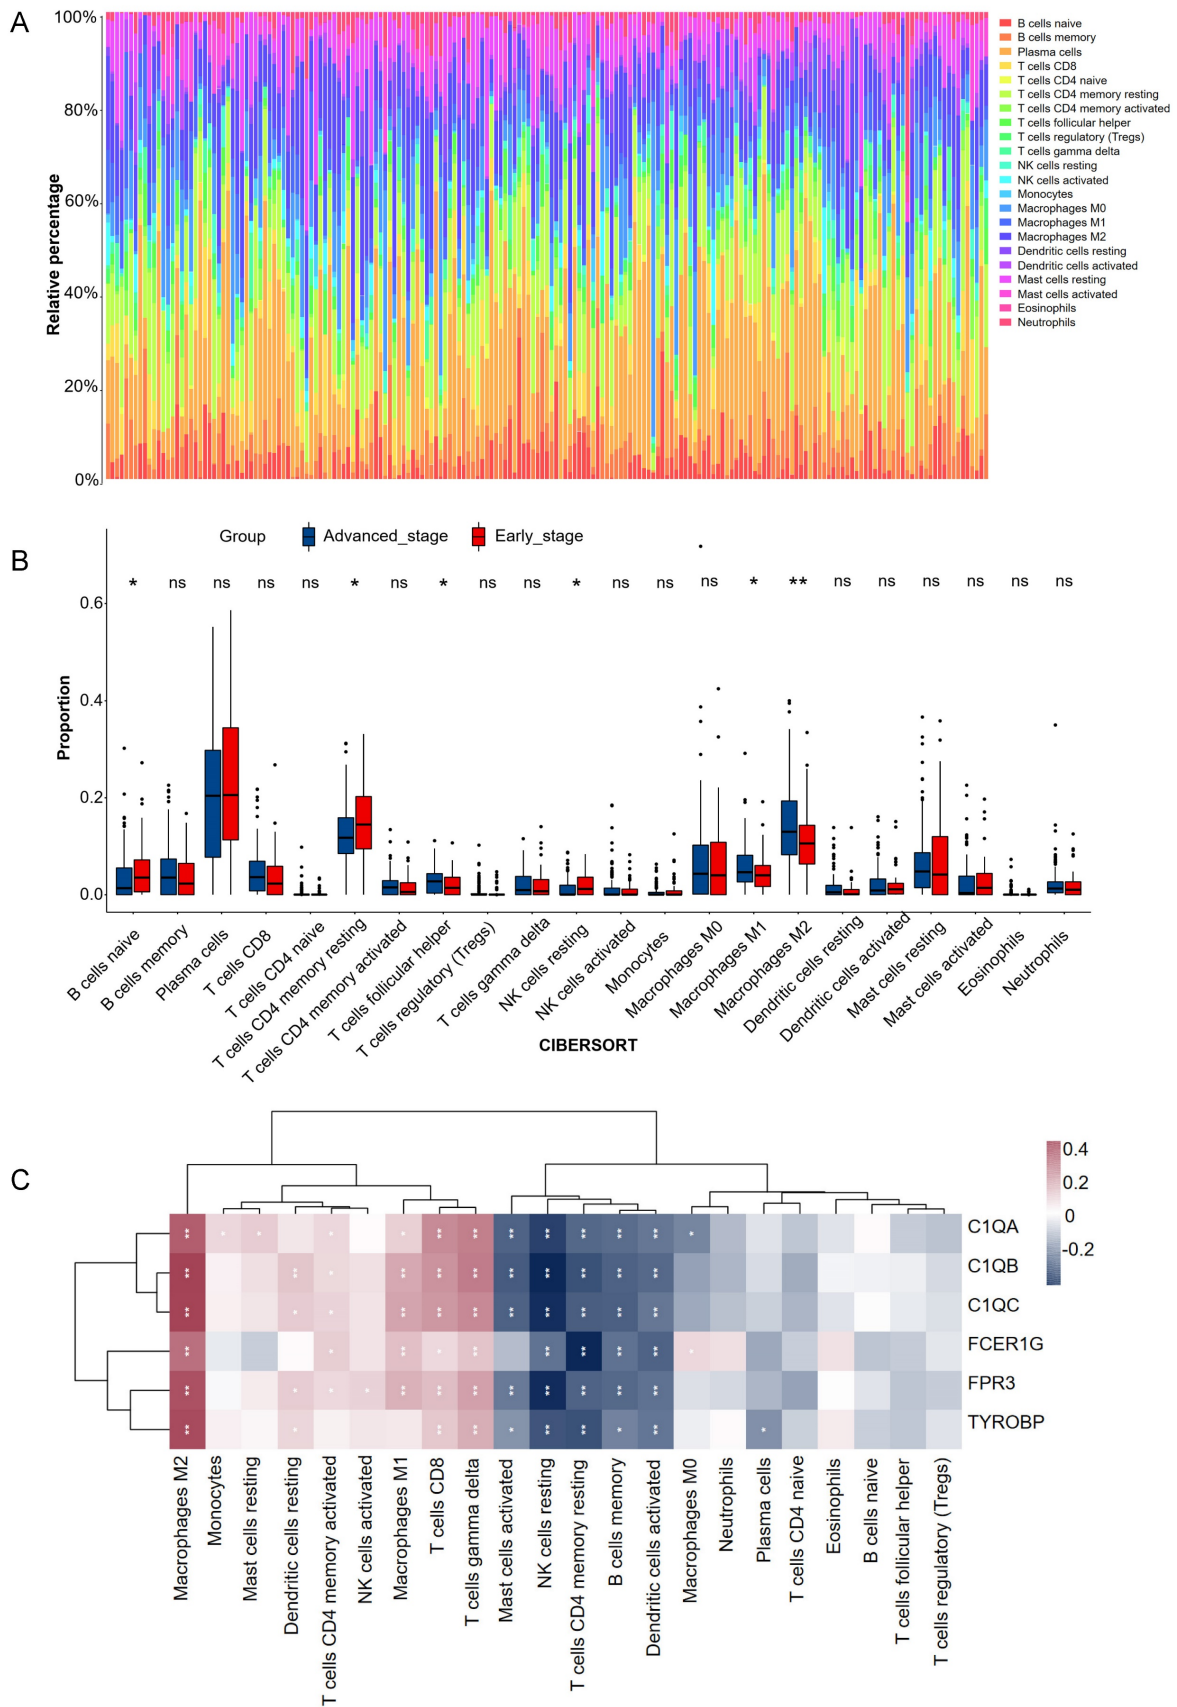 A
100%
80%
60%
40%
20%
0%
Relative percentage
B cells naive
B cells memory
Plasma cells
T cells CD8
T cells CD4 naive
T cells CD4 memory resting
T cells CD4 memory activated
T cells follicular helper
T cells regulatory (Tregs)
T cells gamma delta
NK cells resting
NK cells activated
Monocytes
Macrophages M0
Macrophages M1
Macrophages M2
Dendritic cells resting
Dendritic cells activated
Mast cells resting
Mast cells activated
Eosinophils
Neutrophils
B
Group Advanced_stage Early_stage
* ns ns ns ns * ns * ns ns * ns ns ns * ** ns ns ns ns ns ns
0.6
0.4
0.2
0.0
Proportion
B cells naive
B cells memory
Plasma cells
T cells CD8
T cells CD4 naive
T cells CD4 memory resting
T cells CD4 memory activated
T cells follicular helper
T cells regulatory (Tregs)
T cells gamma delta
NK cells resting
NK cells activated
Monocytes
Macrophages M0
Macrophages M1
Macrophages M2
Dendritic cells resting
Dendritic cells activated
Mast cells resting
Mast cells activated
Eosinophils
Neutrophils
CIBERSORT
C
0.4
0.2
0
-0.2
C1QA
C1QB
C1QC
FCER1G
FPR3
TYROBP
Macrophages M2
Monocytes
Mast cells resting
Dendritic cells resting
T cells CD4 memory activated
NK cells activated
Macrophages M1
T cells CD8
T cells gamma delta
Mast cells activated
NK cells resting
T cells CD4 memory resting
B cells memory
Dendritic cells activated
Macrophages M0
Neutrophils
Plasma cells
T cells CD4 naive
Eosinophils
B cells naive
T cells follicular helper
T cells regulatory (Tregs)